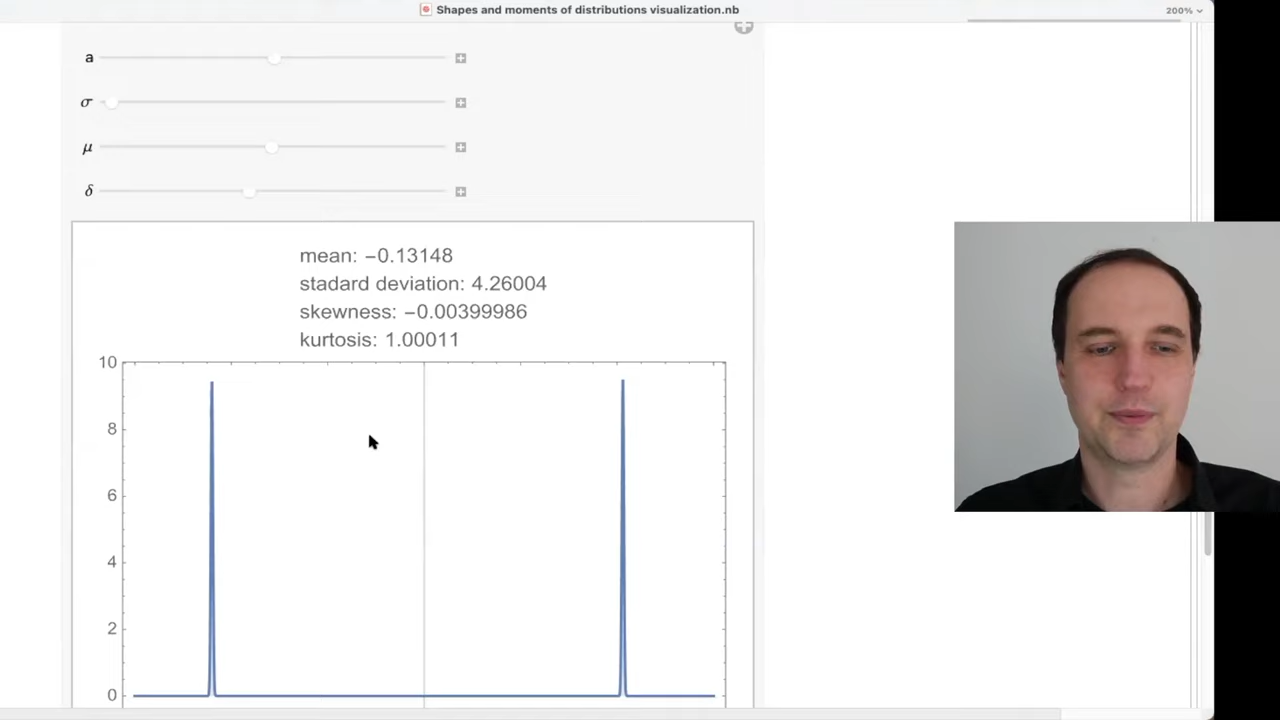 Shapes and moments of distributions visualization.nb
200%
a
σ
μ
δ
mean: −0.13148
stadard deviation: 4.26004
skewness: −0.00399986
kurtosis: 1.00011
10
8
6
4
2
0